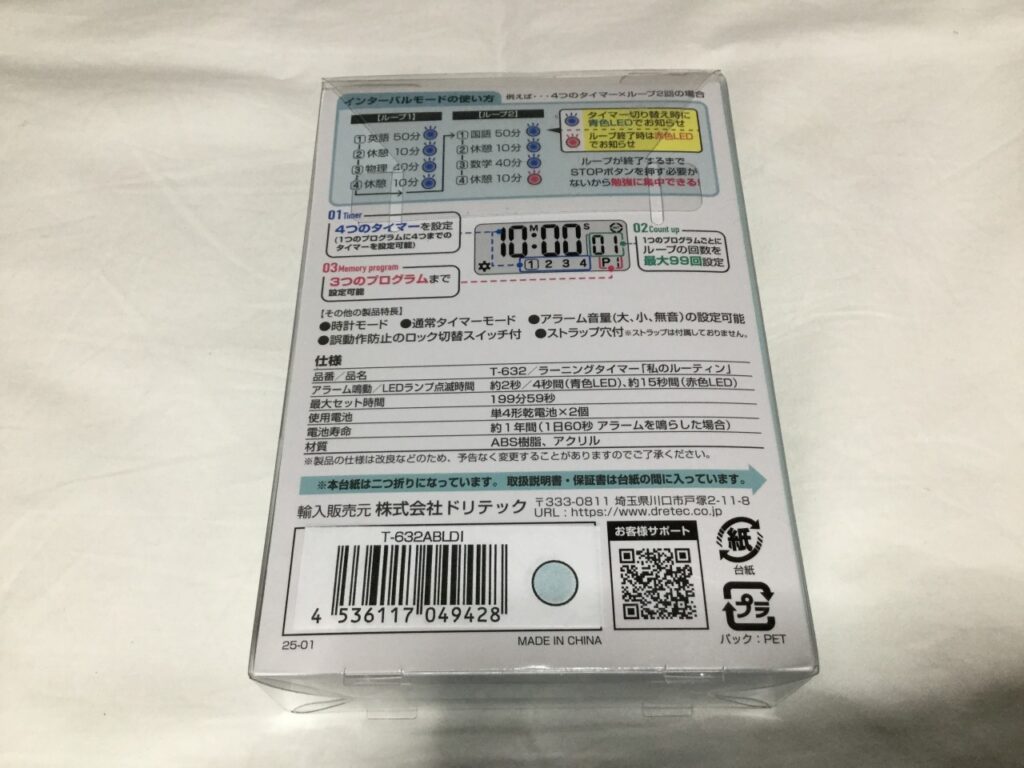 インターバルモードの使い方 例えば・・・4つのタイマー×ループ2回の場合
【ループ1】
①英語 50分
②休憩 10分
③物理 40分
④休憩 10分
【ループ2】
①国語 50分
②休憩 10分
③数学 40分
④休憩 10分
タイマー切り替え時に
青色LEDでお知らせ
ループ終了時は赤色LED
でお知らせ
ループが終了するまで
STOPボタンを押す必要が
ないから勉強に集中できる!
01 Timer
4つのタイマーを設定
(1つのプログラムに4つまでの
タイマーを設定可能)
03 Memory program
3つのプログラムまで
設定可能
M S
10:00 01
1 2 3 4 P1
02 Count up
1つのプログラムごとに
ループの回数を
最大99回設定
【その他の製品特長】
●時計モード ●通常タイマーモード ●アラーム音量(大、小、無音)の設定可能
●誤動作防止のロック切替スイッチ付 ●ストラップ穴付※ストラップは付属しておりません。
仕様
品番/品名 T-632/ラーニングタイマー「私のルーティン」
アラーム鳴動/LEDランプ点滅時間 約2秒/4秒間(青色LED)、約15秒間(赤色LED)
最大セット時間 199分59秒
使用電池 単4形乾電池×2個
電池寿命 約1年間(1日60秒 アラームを鳴らした場合)
材質 ABS樹脂、アクリル
※製品の仕様は改良などのため、予告なく変更することがありますのでご了承ください。
※本台紙は二つ折りになっています。 取扱説明書・保証書は台紙の間に入っています。
輸入販売元 株式会社ドリテック 〒333-0811 埼玉県川口市戸塚2-11-8
URL : https://www.dretec.co.jp
T-632ABLDI
4 536117 049428
25-01
MADE IN CHINA
お客様サポート
紙
台紙
プラ
パック : PET